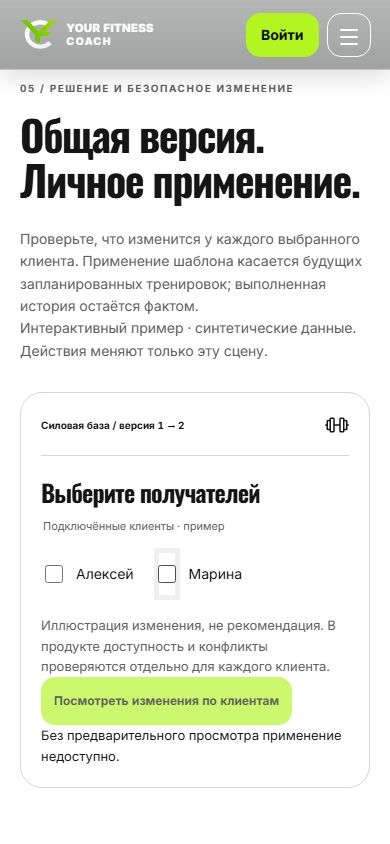 YOUR FITNESS
COACH
Войти
05 / РЕШЕНИЕ И БЕЗОПАСНОЕ ИЗМЕНЕНИЕ
Общая версия.
Личное применение.
Проверьте, что изменится у каждого выбранного
клиента. Применение шаблона касается будущих
запланированных тренировок; выполненная
история остаётся фактом.
Интерактивный пример · синтетические данные.
Действия меняют только эту сцену.
Силовая база / версия 1 → 2
Выберите получателей
Подключённые клиенты · пример
Алексей
Марина
Иллюстрация изменения, не рекомендация. В
продукте доступность и конфликты
проверяются отдельно для каждого клиента.
Посмотреть изменения по клиентам
Без предварительного просмотра применение
недоступно.